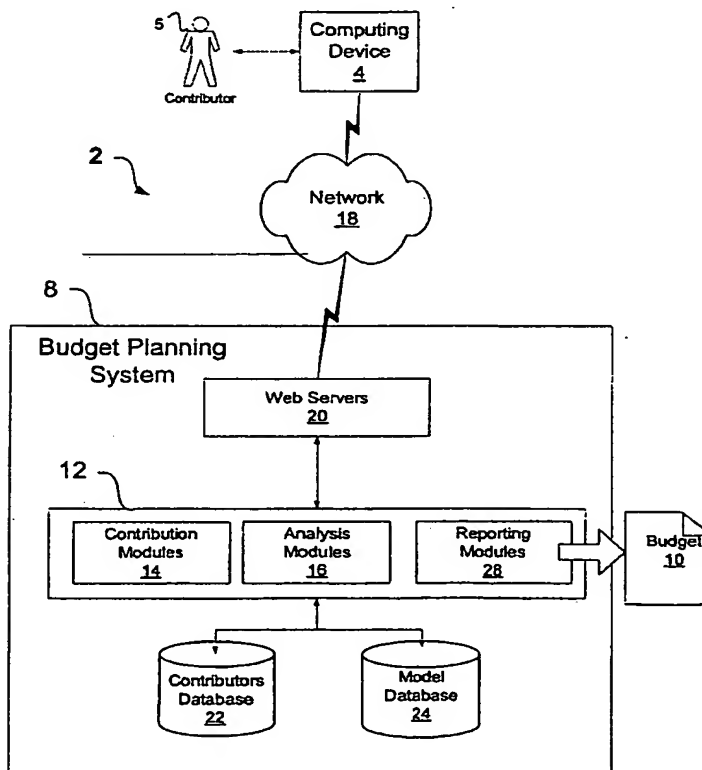 5
Contributor
Computing
Device
4
2
Network
18
8
Budget Planning
System
Web Servers
20
12
Contribution
Modules
14
Analysis
Modules
16
Reporting
Modules
28
Budget
10
Contributors
Database
22
Model
Database
24